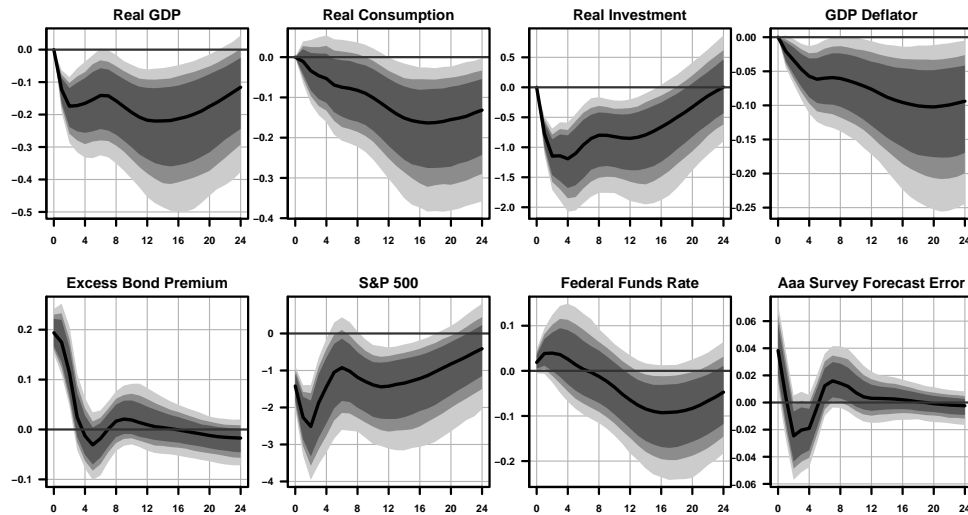 Real GDP Real Consumption Real Investment GDP Deflator
0.0 0.0 0.5 0.00
−0.1 −0.1 0.0 −0.05
−0.2 −0.2 −0.5 −0.10
−0.3 −0.3 −1.0 −0.15
−0.4 −0.4 −1.5 −0.20
−0.5 −2.0 −0.25
0 4 8 12 16 20 24 0 4 8 12 16 20 24 0 4 8 12 16 20 24 0 4 8 12 16 20 24
Excess Bond Premium S&P 500 Federal Funds Rate Aaa Survey Forecast Error
0.2 0 0.1 0.06
0.1 −1 0.0 0.04
0.0 −2 −0.1 0.02
−0.1 −3 −0.2 0.00
−4 −0.02
−0.04
−0.06
0 4 8 12 16 20 24 0 4 8 12 16 20 24 0 4 8 12 16 20 24 0 4 8 12 16 20 24